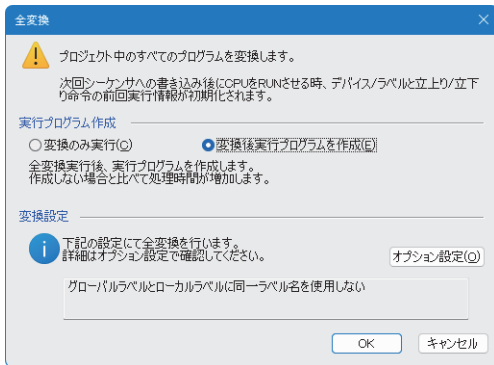 全変換
プロジェクト中のすべてのプログラムを変換します。
次回シーケンサへの書き込み後にCPUをRUNさせる時、デバイス/ラベルと立上り/立下
り命令の前回実行情報が初期化されます。
実行プログラム作成
変換のみ実行(C)
変換後実行プログラムを作成(E)
全変換実行後、実行プログラムを作成します。
作成しない場合と比べて処理時間が増加します。
変換設定
下記の設定にて全変換を行います。
詳細はオプション設定で確認してください。
オプション設定(O)
グローバルラベルとローカルラベルに同一ラベル名を使用しない
OK
キャンセル